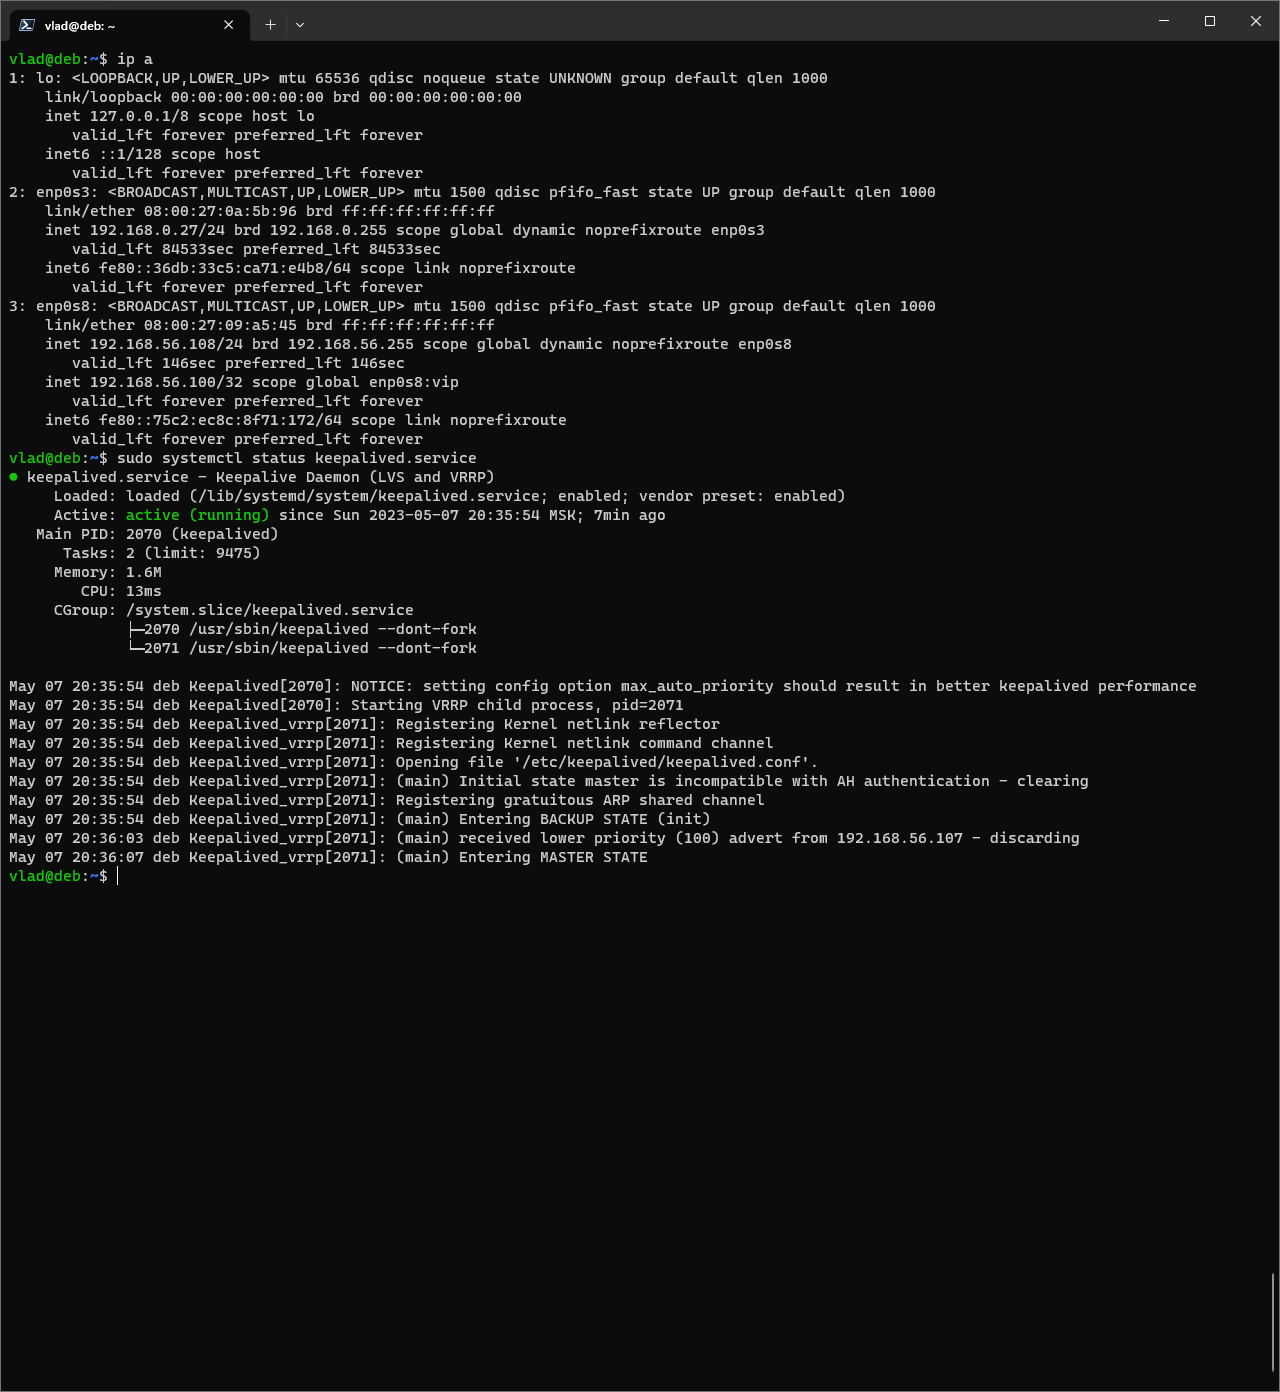 vlad@deb: ~
vlad@deb:~$ ip a
1: lo: <LOOPBACK,UP,LOWER_UP> mtu 65536 qdisc noqueue state UNKNOWN group default qlen 1000
    link/loopback 00:00:00:00:00:00 brd 00:00:00:00:00:00
    inet 127.0.0.1/8 scope host lo
       valid_lft forever preferred_lft forever
    inet6 ::1/128 scope host
       valid_lft forever preferred_lft forever
2: enp0s3: <BROADCAST,MULTICAST,UP,LOWER_UP> mtu 1500 qdisc pfifo_fast state UP group default qlen 1000
    link/ether 08:00:27:0a:5b:96 brd ff:ff:ff:ff:ff:ff
    inet 192.168.0.27/24 brd 192.168.0.255 scope global dynamic noprefixroute enp0s3
       valid_lft 84533sec preferred_lft 84533sec
    inet6 fe80::36db:33c5:ca71:e4b8/64 scope link noprefixroute
       valid_lft forever preferred_lft forever
3: enp0s8: <BROADCAST,MULTICAST,UP,LOWER_UP> mtu 1500 qdisc pfifo_fast state UP group default qlen 1000
    link/ether 08:00:27:09:a5:45 brd ff:ff:ff:ff:ff:ff
    inet 192.168.56.108/24 brd 192.168.56.255 scope global dynamic noprefixroute enp0s8
       valid_lft 146sec preferred_lft 146sec
    inet 192.168.56.100/32 scope global enp0s8:vip
       valid_lft forever preferred_lft forever
    inet6 fe80::75c2:ec8c:8f71:172/64 scope link noprefixroute
       valid_lft forever preferred_lft forever
vlad@deb:~$ sudo systemctl status keepalived.service
● keepalived.service - Keepalive Daemon (LVS and VRRP)
     Loaded: loaded (/lib/systemd/system/keepalived.service; enabled; vendor preset: enabled)
     Active: active (running) since Sun 2023-05-07 20:35:54 MSK; 7min ago
   Main PID: 2070 (keepalived)
      Tasks: 2 (limit: 9475)
     Memory: 1.6M
        CPU: 13ms
     CGroup: /system.slice/keepalived.service
             ├─2070 /usr/sbin/keepalived --dont-fork
             └─2071 /usr/sbin/keepalived --dont-fork
May 07 20:35:54 deb Keepalived[2070]: NOTICE: setting config option max_auto_priority should result in better keepalived performance
May 07 20:35:54 deb Keepalived[2070]: Starting VRRP child process, pid=2071
May 07 20:35:54 deb Keepalived_vrrp[2071]: Registering Kernel netlink reflector
May 07 20:35:54 deb Keepalived_vrrp[2071]: Registering Kernel netlink command channel
May 07 20:35:54 deb Keepalived_vrrp[2071]: Opening file '/etc/keepalived/keepalived.conf'.
May 07 20:35:54 deb Keepalived_vrrp[2071]: (main) Initial state master is incompatible with AH authentication - clearing
May 07 20:35:54 deb Keepalived_vrrp[2071]: Registering gratuitous ARP shared channel
May 07 20:35:54 deb Keepalived_vrrp[2071]: (main) Entering BACKUP STATE (init)
May 07 20:36:03 deb Keepalived_vrrp[2071]: (main) received lower priority (100) advert from 192.168.56.107 - discarding
May 07 20:36:07 deb Keepalived_vrrp[2071]: (main) Entering MASTER STATE
vlad@deb:~$